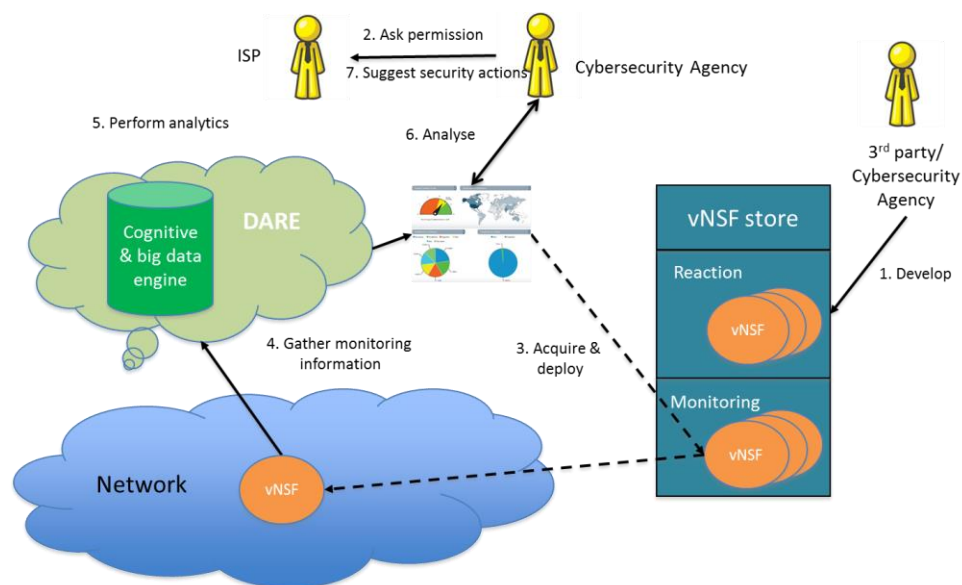 ISP
2. Ask permission
7. Suggest security actions
Cybersecurity Agency
5. Perform analytics
6. Analyse
3rd party/
Cybersecurity
Agency
DARE
Cognitive
& big data
engine
vNSF store
Reaction
1. Develop
vNSF
4. Gather monitoring
information
3. Acquire &
deploy
Monitoring
vNSF
Network
vNSF